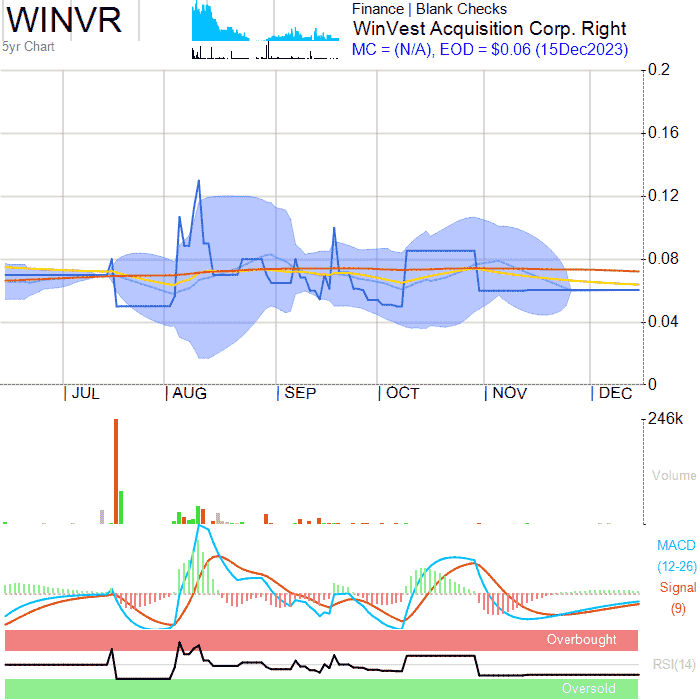 WINVR
5yr Chart
Finance | Blank Checks
WinVest Acquisition Corp. Right
MC = (N/A), EOD = $0.06 (15Dec2023)
0.2
0.16
0.12
0.08
0.04
0
JUL AUG SEP OCT NOV DEC
246k
Volume
MACD
(12-26)
Signal
(9)
Overbought
RSI(14)
Oversold